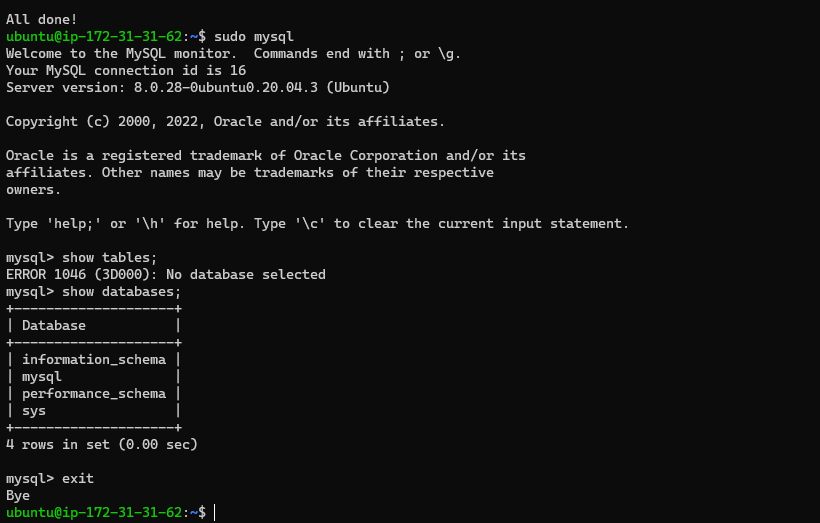 All done!
ubuntu@ip-172-31-31-62:~$ sudo mysql
Welcome to the MySQL monitor.  Commands end with ; or \g.
Your MySQL connection id is 16
Server version: 8.0.28-0ubuntu0.20.04.3 (Ubuntu)
Copyright (c) 2000, 2022, Oracle and/or its affiliates.
Oracle is a registered trademark of Oracle Corporation and/or its
affiliates. Other names may be trademarks of their respective
owners.
Type 'help;' or '\h' for help. Type '\c' to clear the current input statement.
mysql> show tables;
ERROR 1046 (3D000): No database selected
mysql> show databases;
+--------------------+
| Database           |
+--------------------+
| information_schema |
| mysql              |
| performance_schema |
| sys                |
+--------------------+
4 rows in set (0.00 sec)
mysql> exit
Bye
ubuntu@ip-172-31-31-62:~$